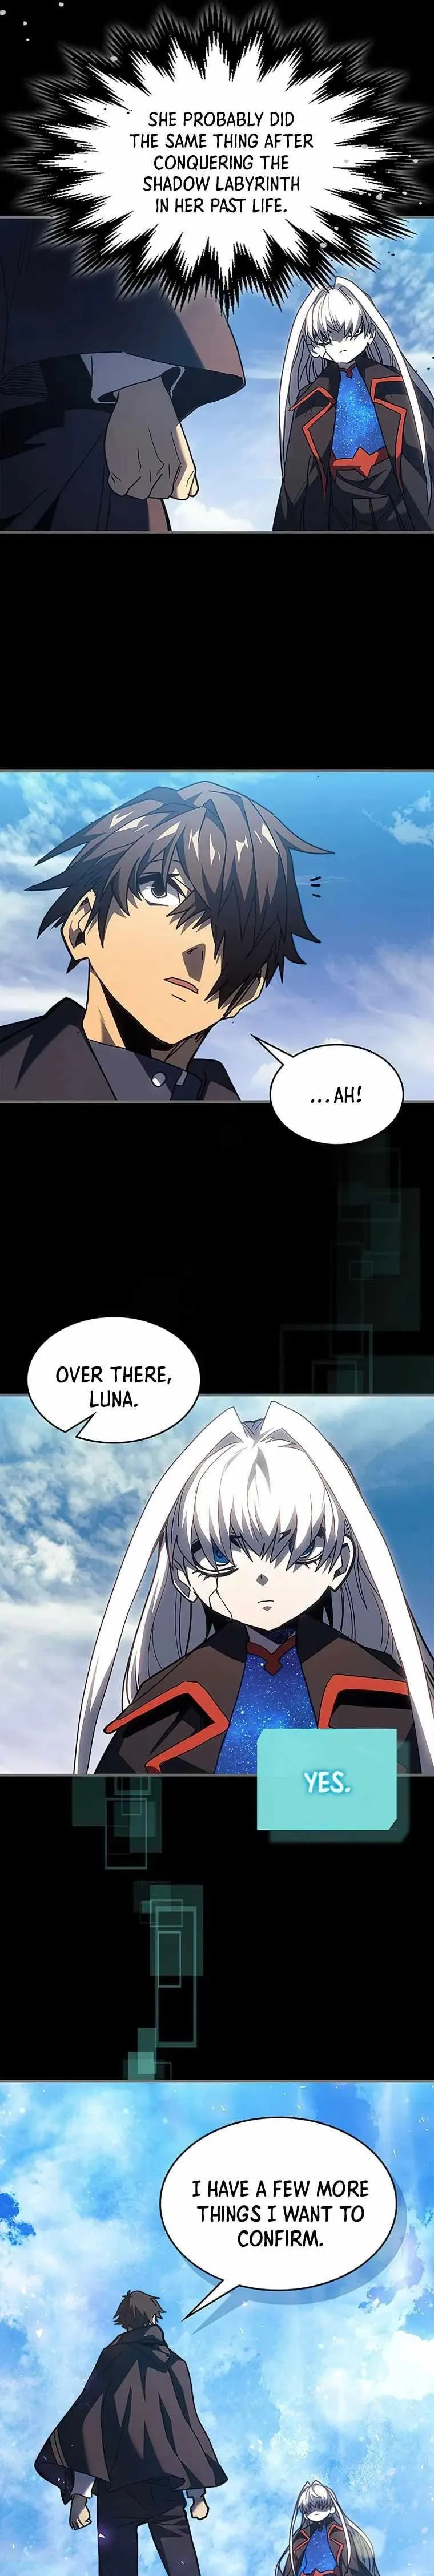 SHE PROBABLY DID
THE SAME THING AFTER
CONQUERING THE
SHADOW LABYRINTH
IN HER PAST LIFE.
...AH!
OVER THERE,
LUNA.
YES.
I HAVE A FEW MORE
THINGS I WANT TO
CONFIRM.